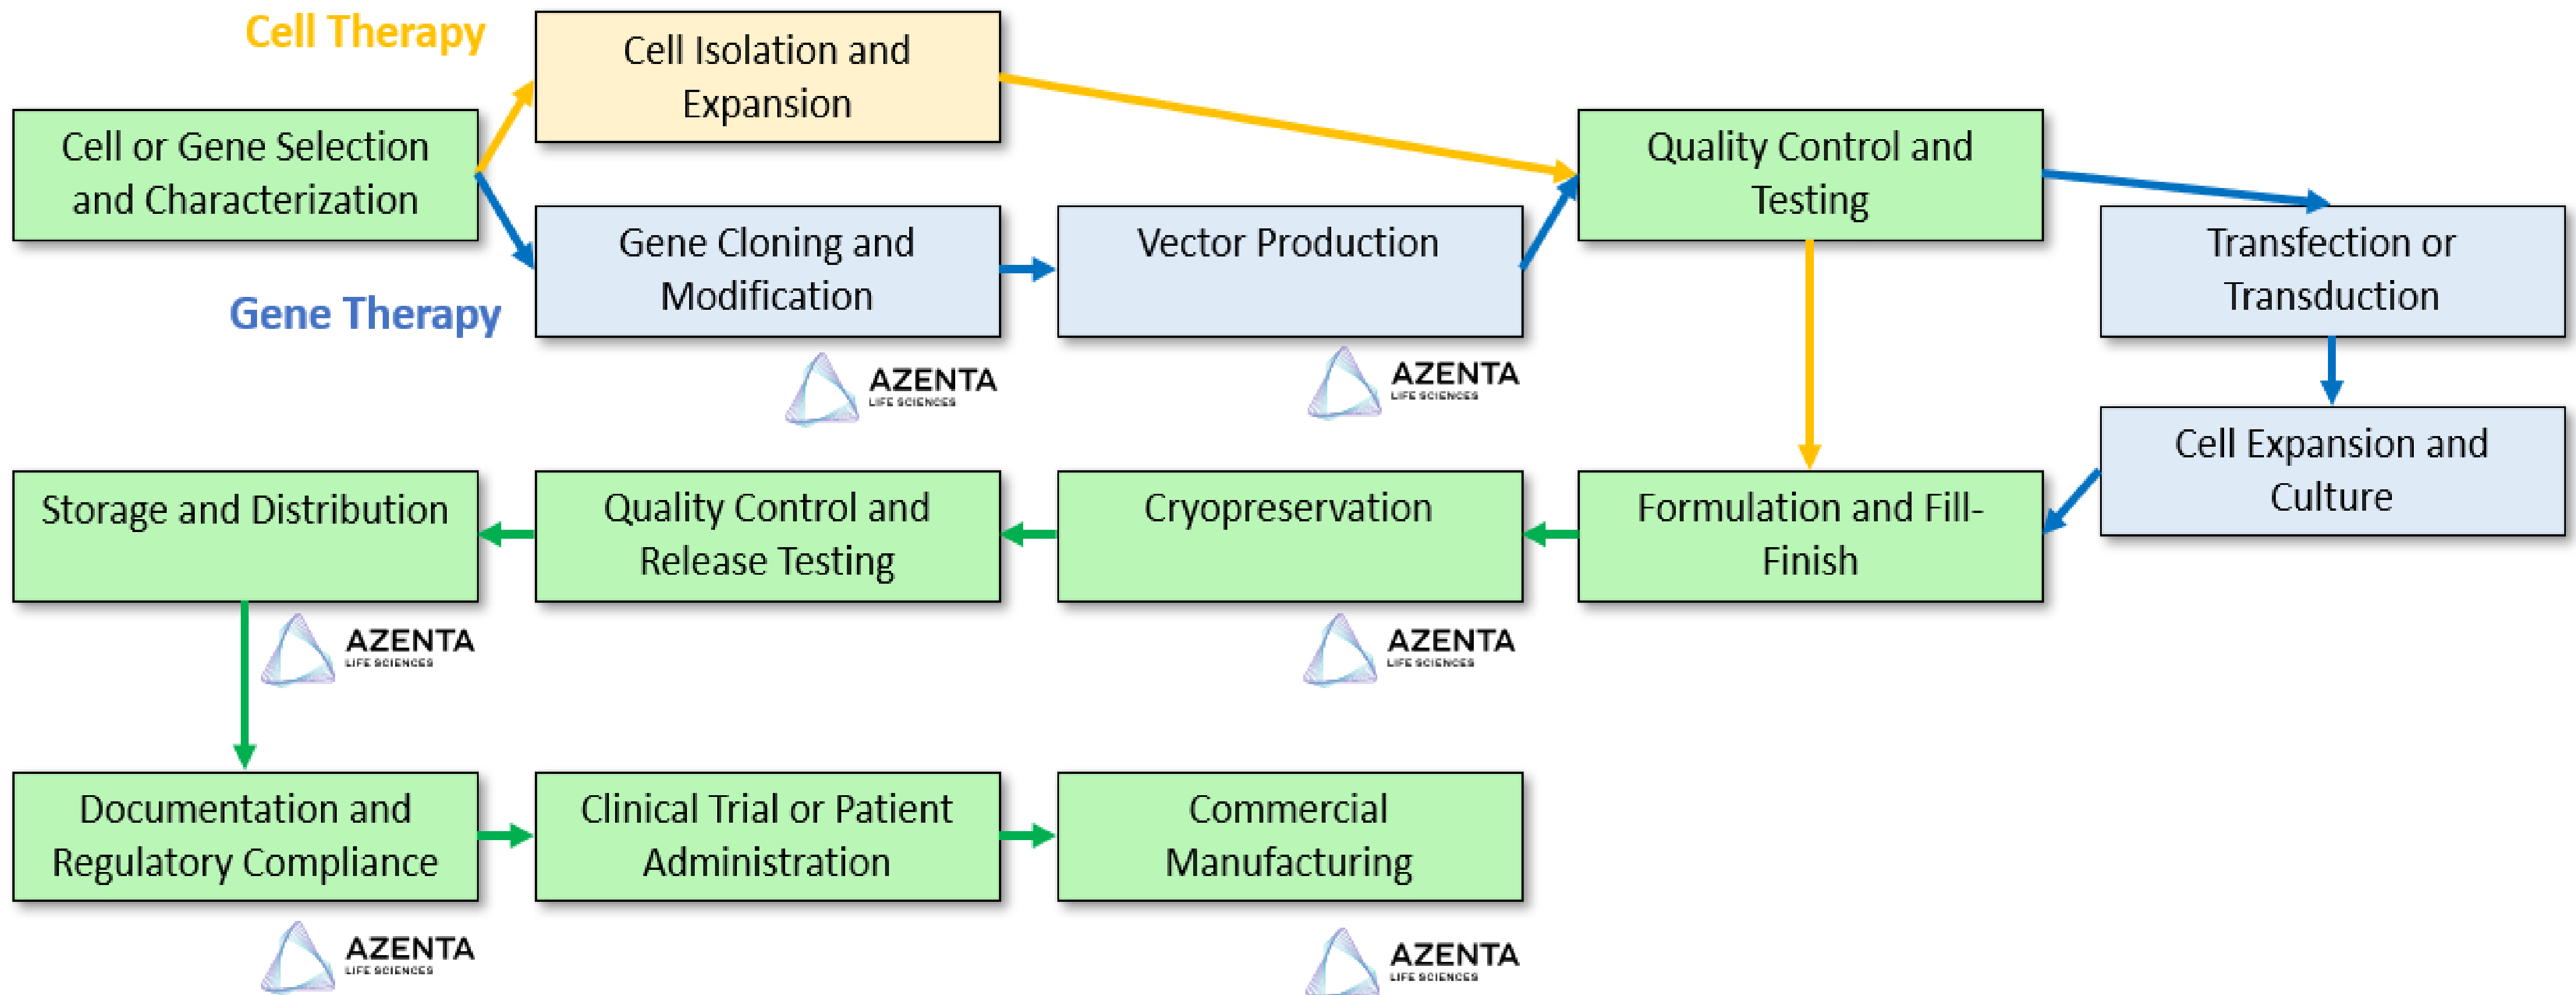 Cell Therapy
Cell Isolation and
Expansion
Cell or Gene Selection
and Characterization
Quality Control and
Testing
Gene Cloning and
Modification
Vector Production
Transfection or
Transduction
Gene Therapy
AZENTA
LIFE SCIENCES
AZENTA
LIFE SCIENCES
Cell Expansion and
Culture
Storage and Distribution
Quality Control and
Release Testing
Cryopreservation
Formulation and Fill-
Finish
AZENTA
LIFE SCIENCES
AZENTA
LIFE SCIENCES
Documentation and
Regulatory Compliance
Clinical Trial or Patient
Administration
Commercial
Manufacturing
AZENTA
LIFE SCIENCES
AZENTA
LIFE SCIENCES